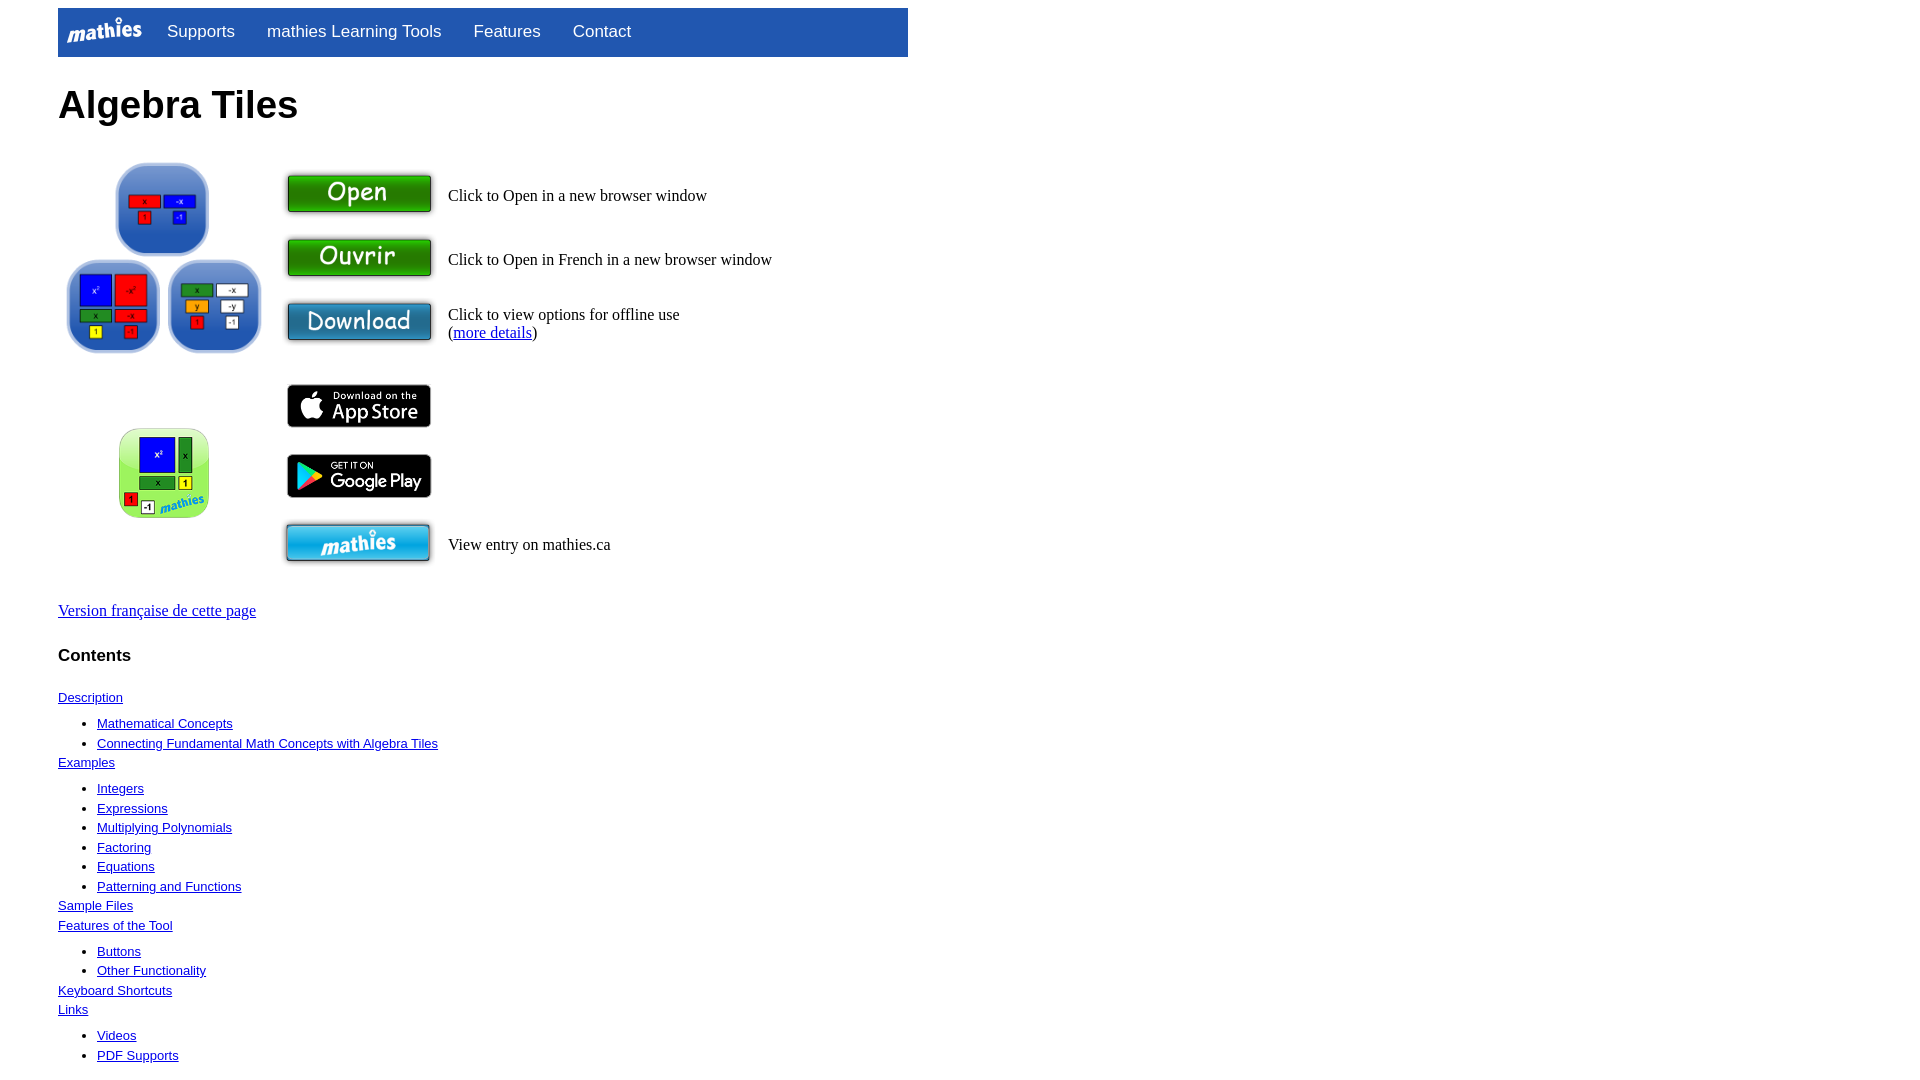 mathies Supports mathies Learning Tools Features Contact
Algebra Tiles
x -x
1 -1
Open Click to Open in a new browser window
Ouvrir Click to Open in French in a new browser window
x² -x²
x -x
1 -1
x -x
y -y
1 -1
Download Click to view options for offline use
(more details)
Download on the
App Store
x² x
x 1
1 -1 mathies
GET IT ON
Google Play
mathies View entry on mathies.ca
Version française de cette page
Contents
Description
• Mathematical Concepts
• Connecting Fundamental Math Concepts with Algebra Tiles
Examples
• Integers
• Expressions
• Multiplying Polynomials
• Factoring
• Equations
• Patterning and Functions
Sample Files
Features of the Tool
• Buttons
• Other Functionality
Keyboard Shortcuts
Links
• Videos
• PDF Supports